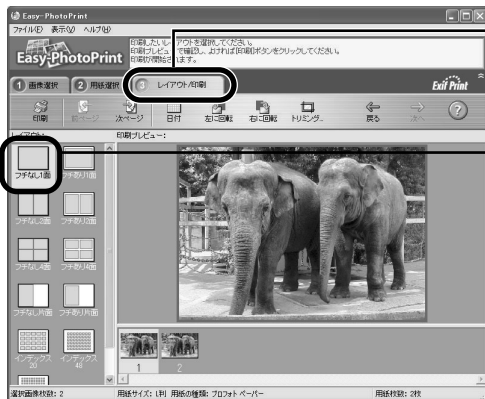 Easy-PhotoPrint
ファイル(F) 表示(V) ヘルプ(H)
Easy-PhotoPrint
印刷したいレイアウトを選択してください。
印刷プレビューで確認し、よければ[印刷]ボタンをクリックしてください。
印刷が開始されます。
1 画像選択 2 用紙選択 3 レイアウト/印刷
Exif Print
印刷 前ページ 次ページ 日付 左に回転 右に回転 トリミング... 戻る 次へ
レイアウト: 印刷プレビュー:
フチなし1面 フチあり1面
フチなし2面 フチあり2面
フチなし4面 フチあり4面
フチなし片面 フチあり片面
インデックス 20 インデックス 48
1 2
選択画像枚数: 2 用紙サイズ: L判 用紙の種類: プロフォト ペーパー 用紙枚数: 2枚